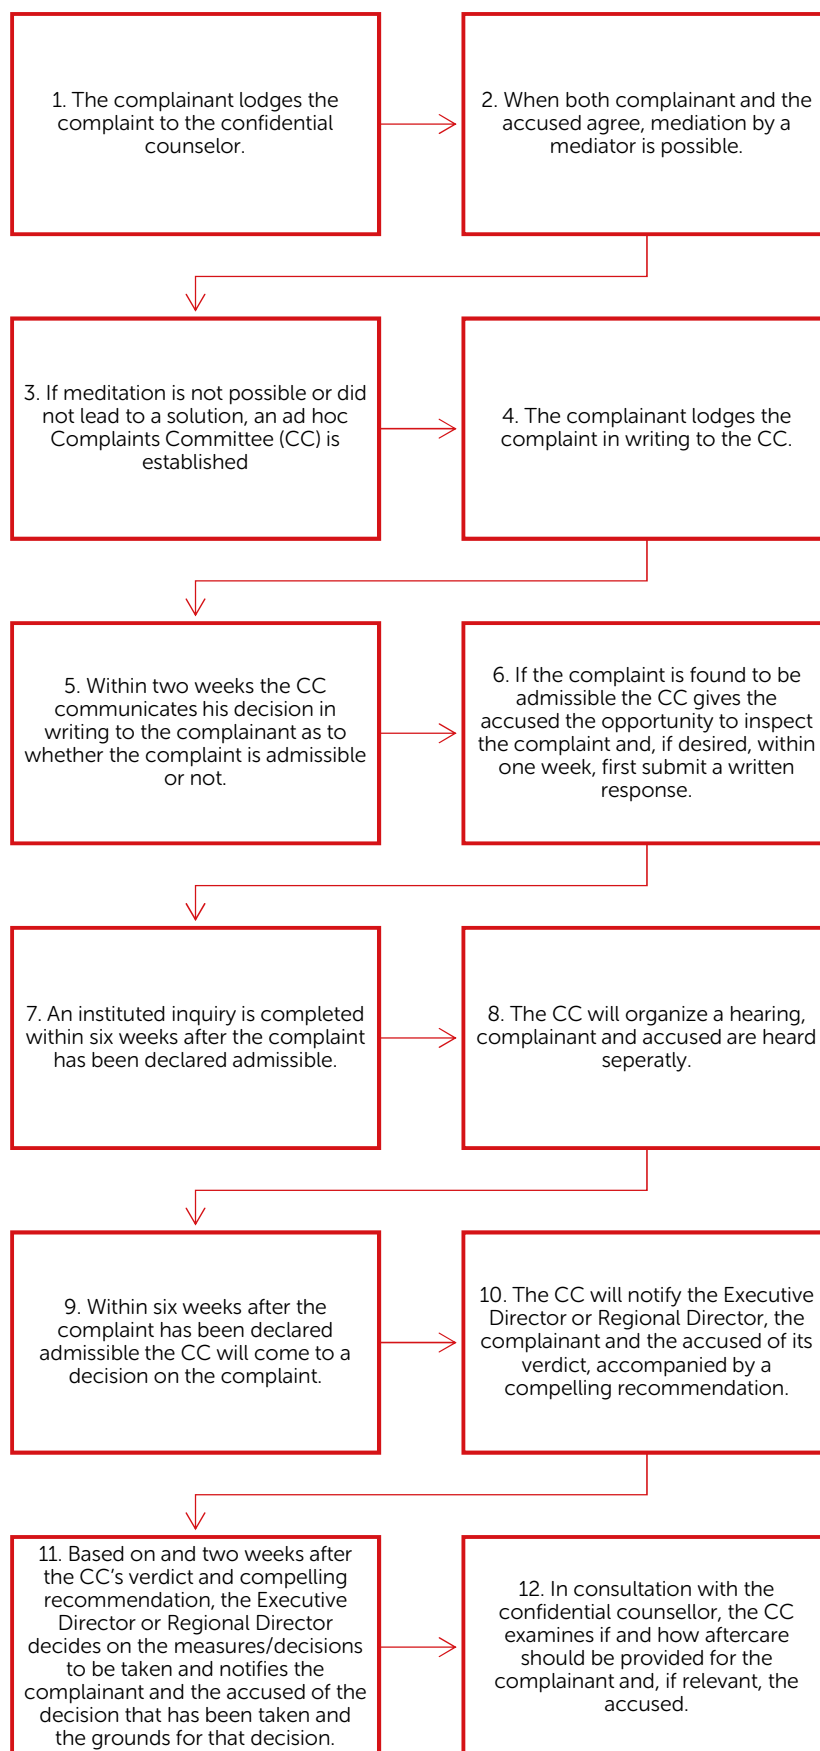 1. The complainant lodges the
complaint to the confidential
counselor.
2. When both complainant and the
accused agree, mediation by a
mediator is possible.
3. If meditation is not possible or did
not lead to a solution, an ad hoc
Complaints Committee (CC) is
established
4. The complainant lodges the
complaint in writing to the CC.
5. Within two weeks the CC
communicates his decision in
writing to the complainant as to
whether the complaint is admissible
or not.
6. If the complaint is found to be
admissible the CC gives the
accused the opportunity to inspect
the complaint and, if desired, within
one week, first submit a written
response.
7. An instituted inquiry is completed
within six weeks after the complaint
has been declared admissible.
8. The CC will organize a hearing,
complainant and accused are heard
seperatly.
9. Within six weeks after the
complaint has been declared
admissible the CC will come to a
decision on the complaint.
10. The CC will notify the Executive
Director or Regional Director, the
complainant and the accused of its
verdict, accompanied by a
compelling recommendation.
11. Based on and two weeks after
the CC's verdict and compelling
recommendation, the Executive
Director or Regional Director
decides on the measures/decisions
to be taken and notifies the
complainant and the accused of the
decision that has been taken and
the grounds for that decision.
12. In consultation with the
confidential counsellor, the CC
examines if and how aftercare
should be provided for the
complainant and, if relevant, the
accused.